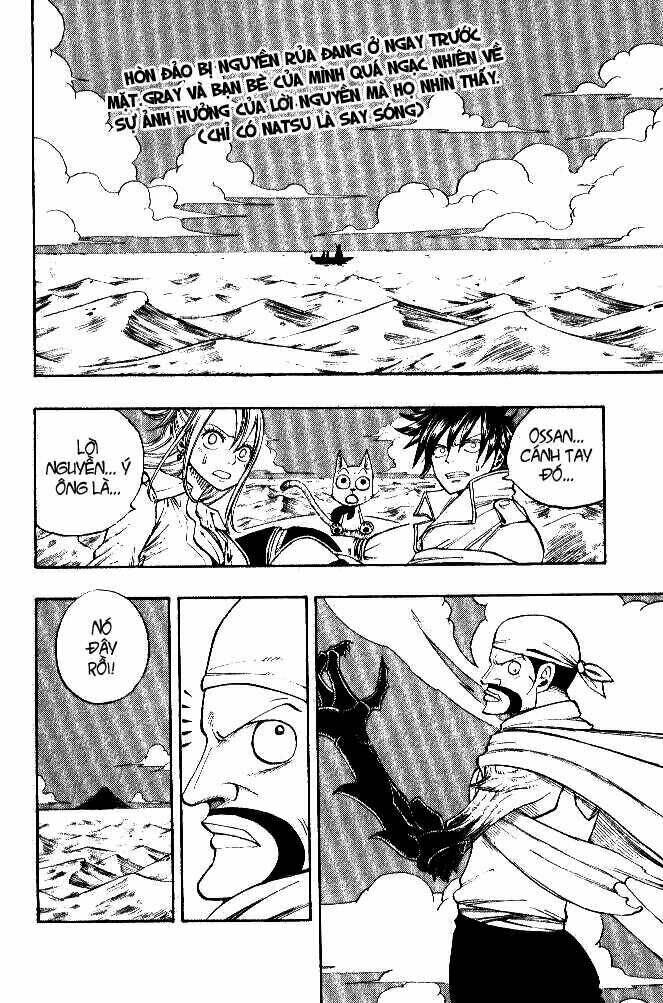 HÒN ĐẢO BỊ NGUYỀN RỦA ĐANG Ở NGAY TRƯỚC
MẶT GRAY VÀ BẠN BÈ CỦA MÌNH QUÁ NGẠC NHIÊN VỀ
SỰ ẢNH HƯỞNG CỦA LỜI NGUYỀN MÀ HỌ NHÌN THẤY.
(CHỈ CÓ NATSU LÀ SAY SÓNG)
LỜI
NGUYỀN... Ý
ÔNG LÀ...
OSSAN...
CÁNH TAY
ĐÓ...
NÓ
ĐÂY
RỒI!